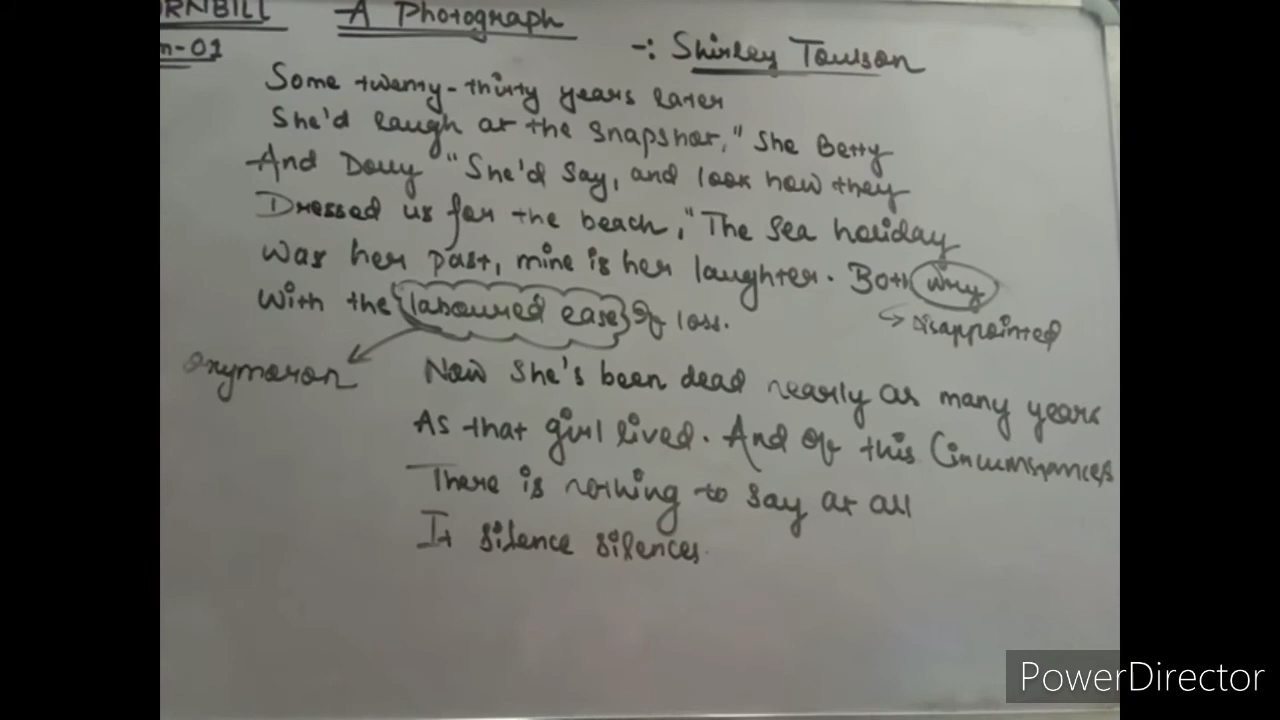 RNBILL
A Photograph
m-01
-: Shirley Toulson
Some twenty-thirty years later
She'd laugh at the snapshot," She Betty
And Dolly "She'd say, and look how they
Dressed us for the beach," The Sea holiday
was her past, mine is her laughter. Both wry
With the laboured ease Of loss.
Disappointed
Oxymoron
Now she's been dead nearly as many years
As that girl lived. And of this Circumstances
There is nothing to say at all
It silence silences.
PowerDirector